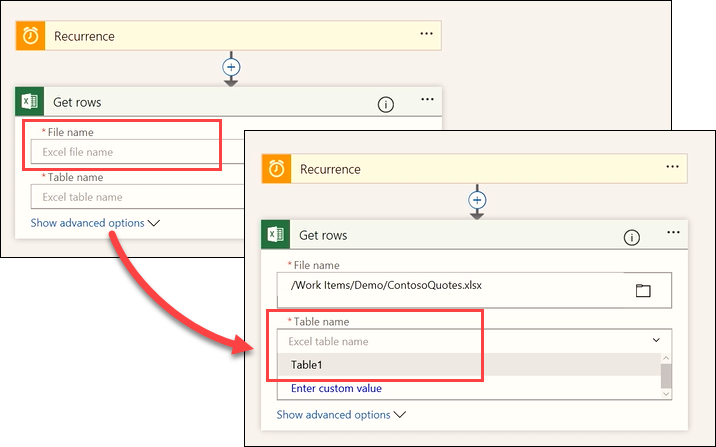 Recurrence
Get rows
* File name
Excel file name
* Table name
Excel table name
Show advanced options
Recurrence
Get rows
* File name
/Work Items/Demo/ContosoQuotes.xlsx
* Table name
Excel table name
Table1
Enter custom value
Show advanced options